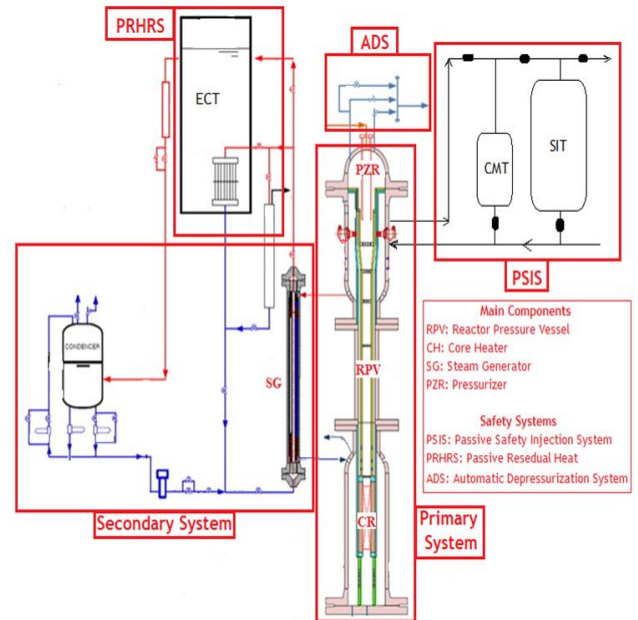 PRHRS
ADS
ECT
PZR
CMT
SIT
PSIS
CONDENCER
SG
RPV
CR
Main Components
RPV: Reactor Pressure Vessel
CH: Core Heater
SG: Steam Generator
PZR: Pressurizer
Safety Systems
PSIS: Passive Safety Injection System
PRHRS: Passive Resedual Heat
ADS: Automatic Depressurization System
Secondary System
Primary
System